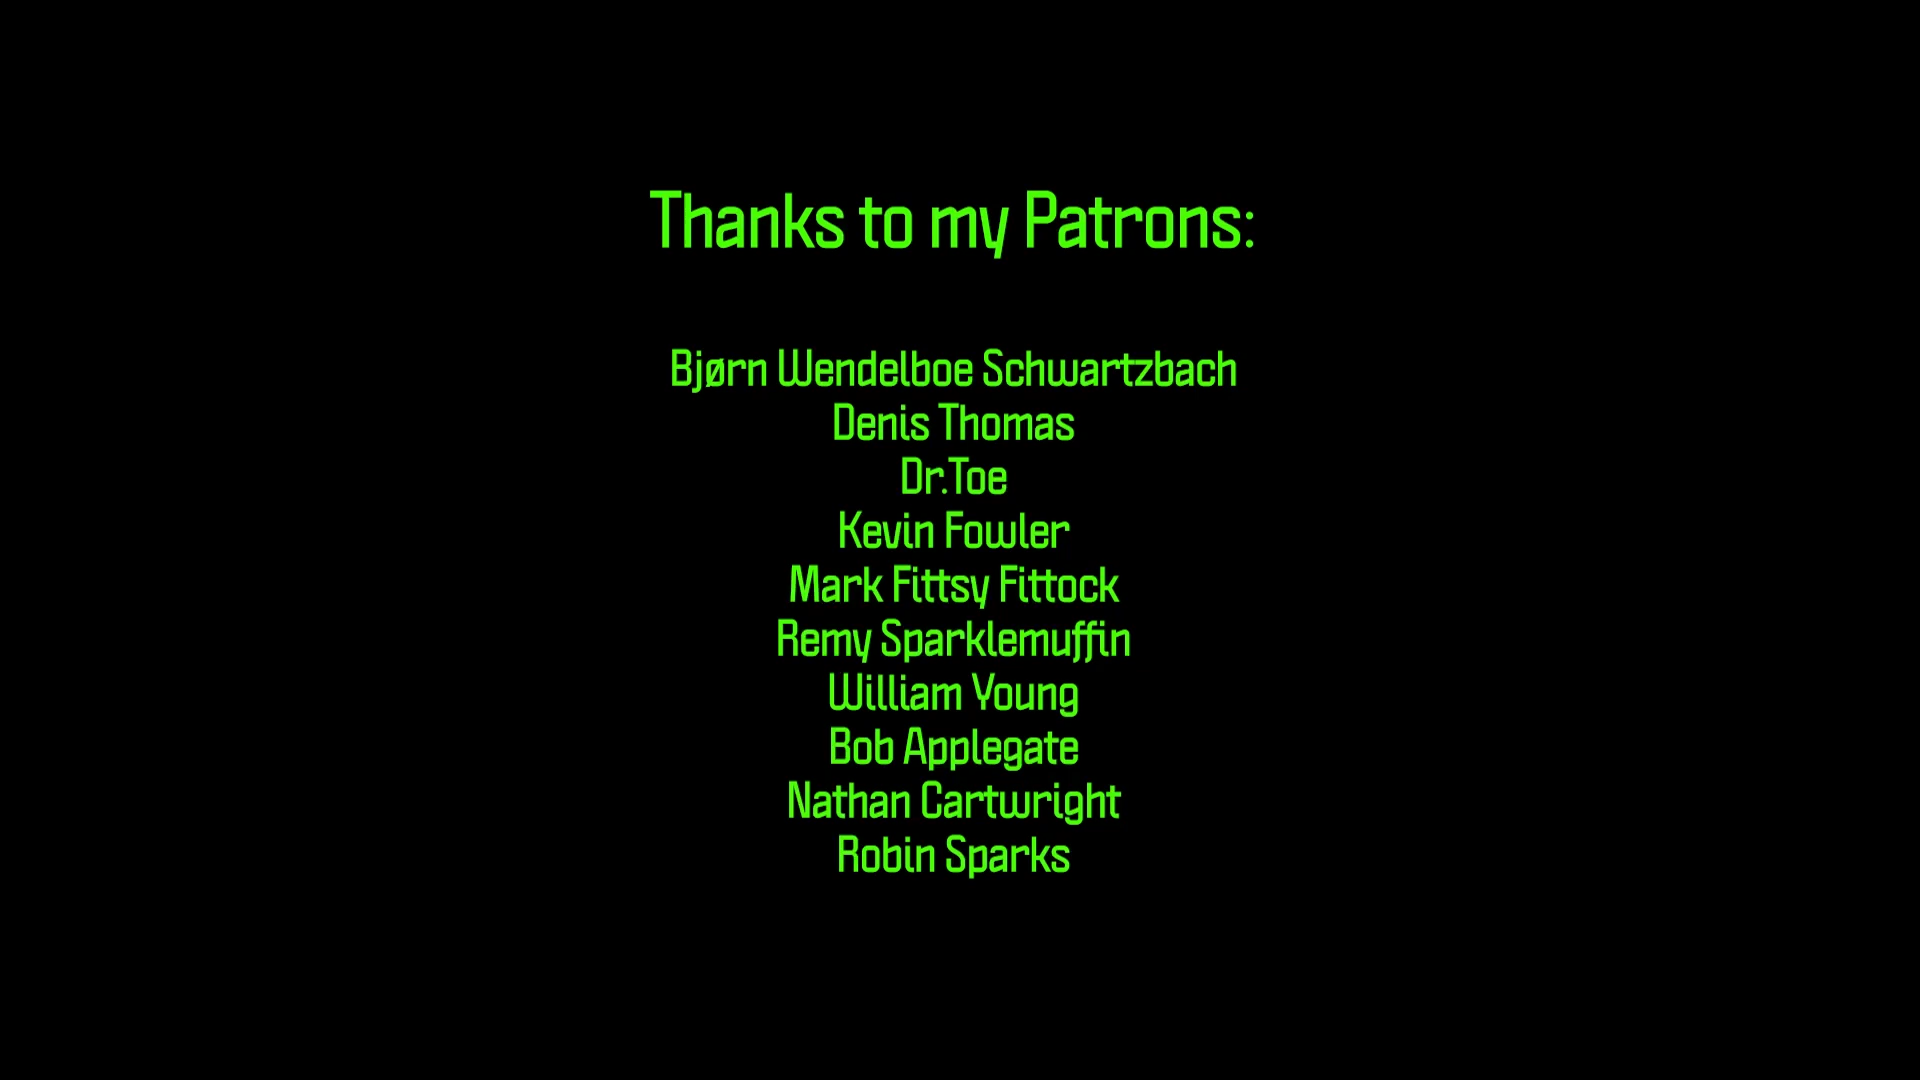 Thanks to my Patrons:
Bjørn Wendelboe Schwartzbach
Denis Thomas
Dr.Toe
Kevin Fowler
Mark Fittsy Fittock
Remy Sparklemuffin
William Young
Bob Applegate
Nathan Cartwright
Robin Sparks